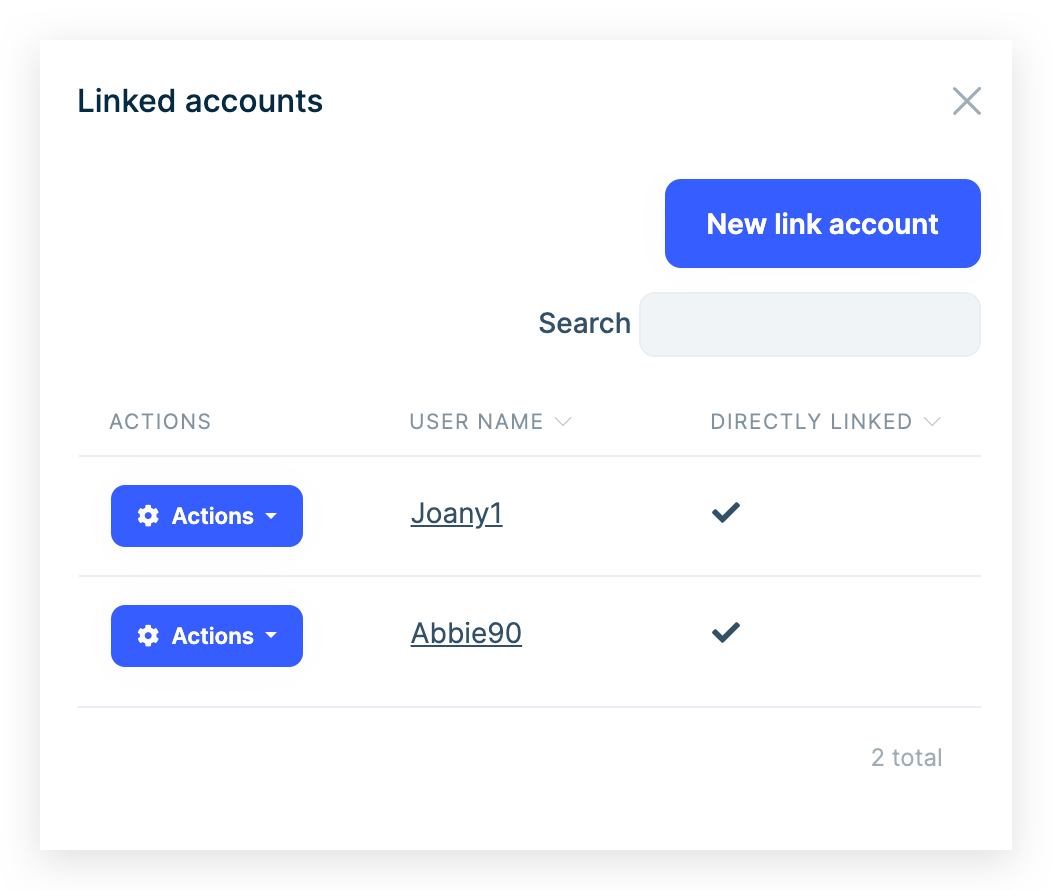 Linked accounts
New link account
Search
ACTIONS USER NAME DIRECTLY LINKED
Actions Joany1
Actions Abbie90
2 total